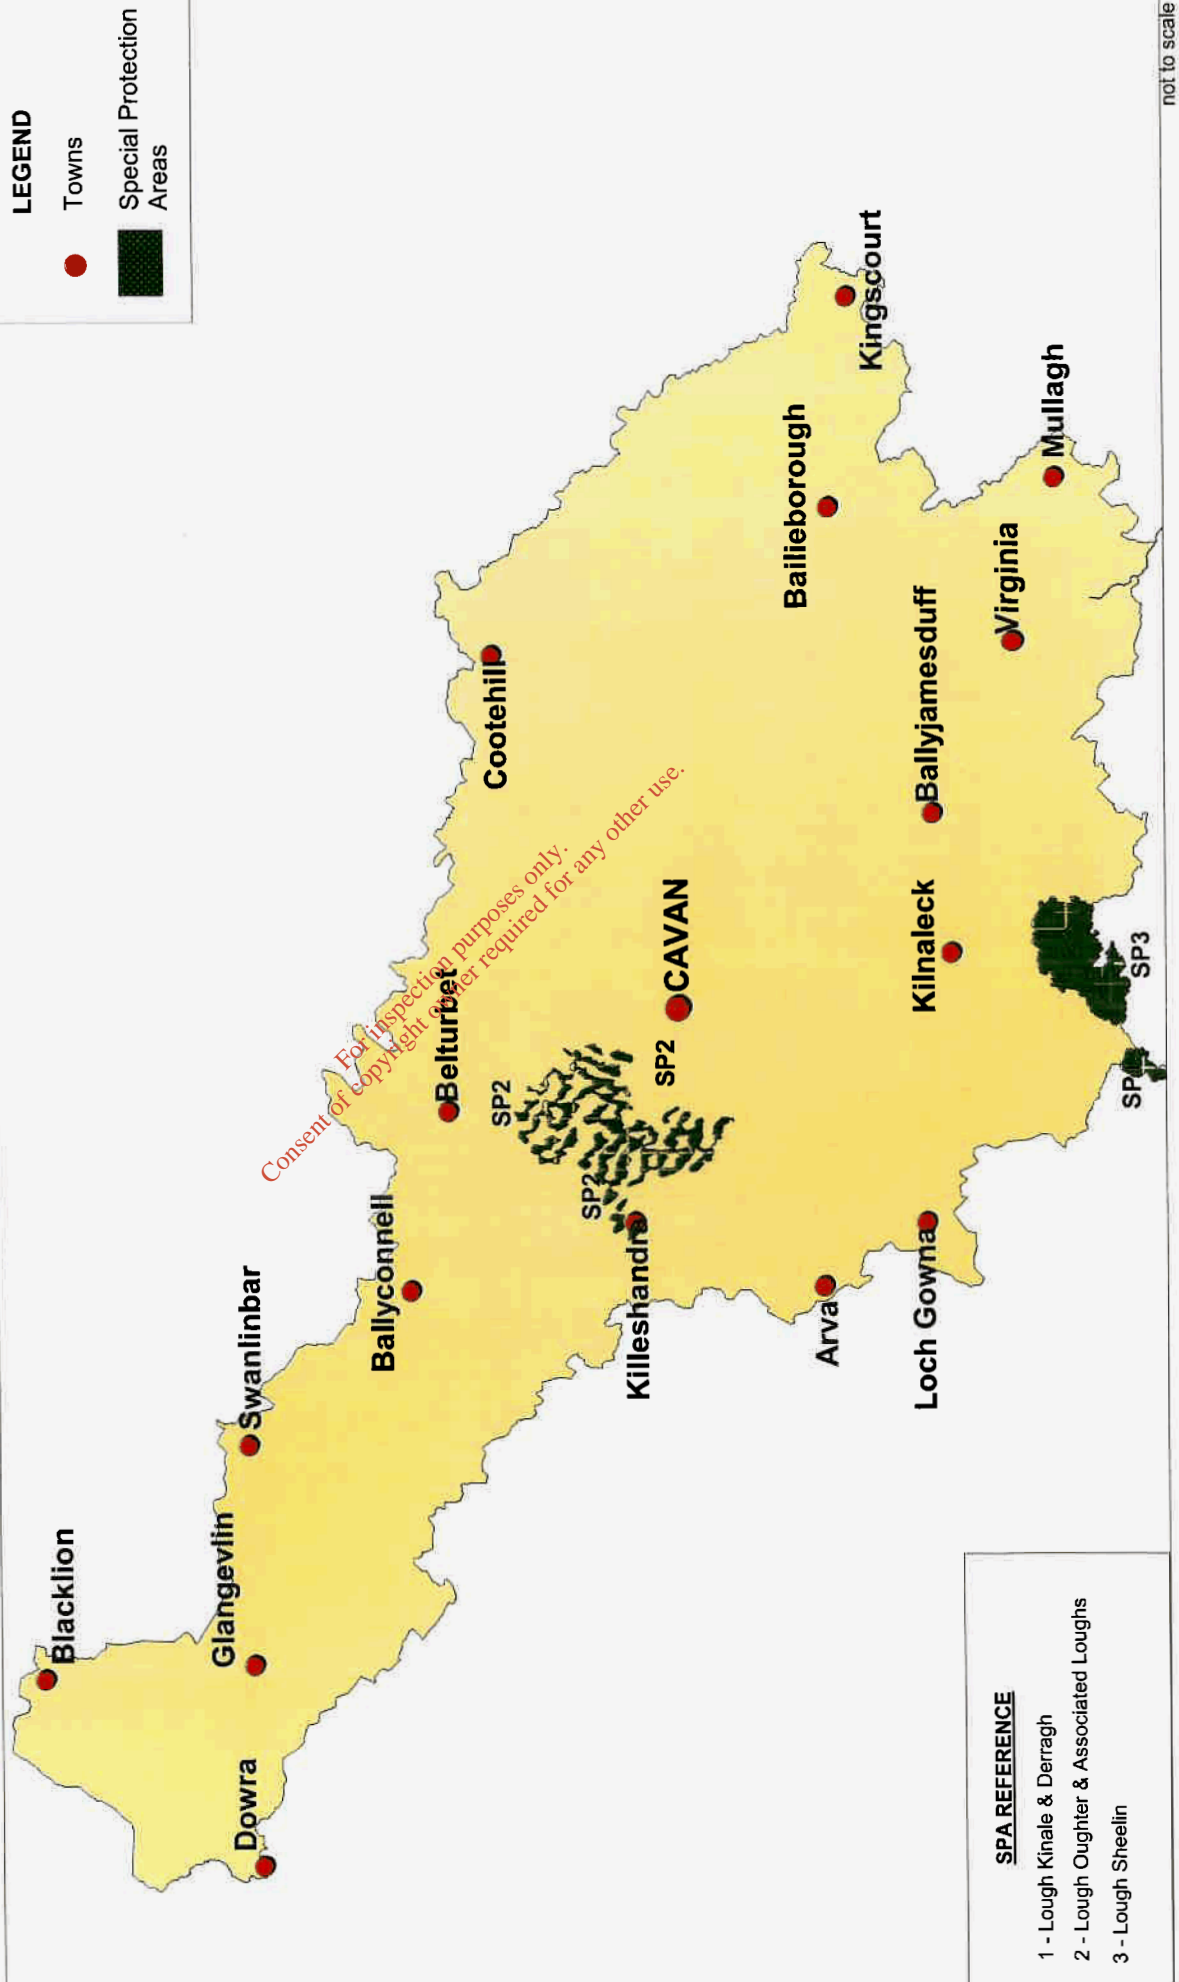 LEGEND
Towns
Special Protection
Areas
Blacklion
Glangevlin
Dowra
Swanlinbar
Ballyconnell
Belturbet
Cootehill
SP2
SP2
SP2
Killeshandra
CAVAN
Bailieborough
Kingscourt
Arva
Loch Gowna
Kilnaleck
Ballyjamesduff
Virginia
Mullagh
SP3
SP
For inspection purposes only.
Consent of copyright owner required for any other use.
SPA REFERENCE
1 - Lough Kinale & Derragh
2 - Lough Oughter & Associated Loughs
3 - Lough Sheelin
not to scale